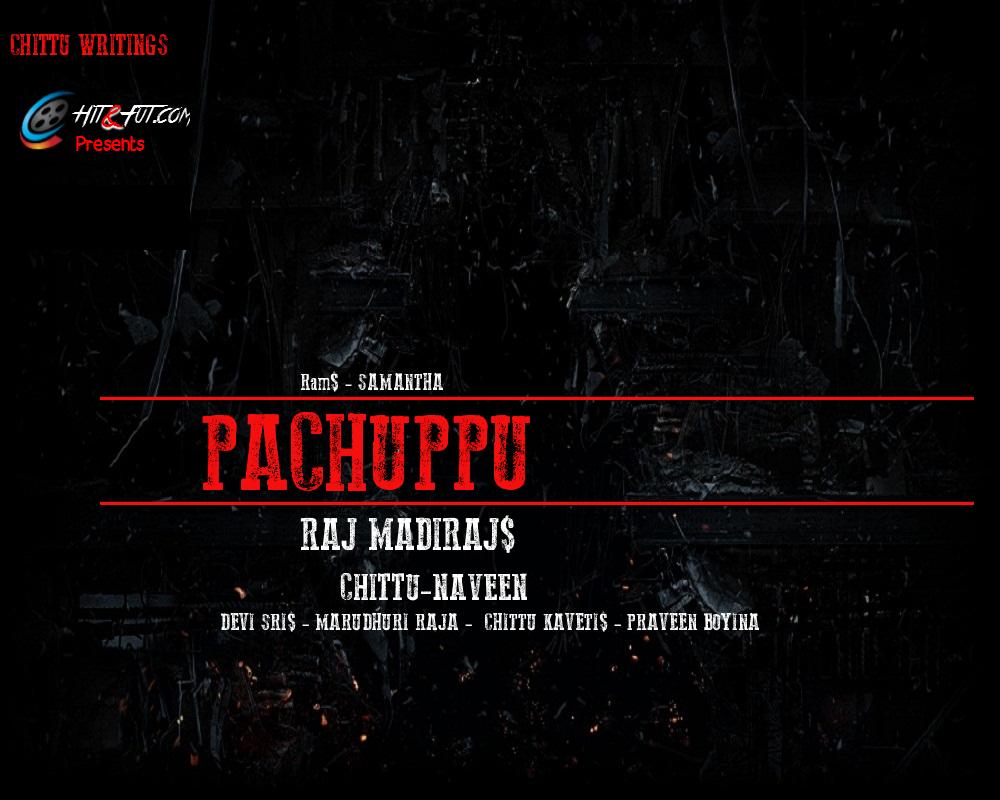 CHITTU WRITINGS
HIT&FUT.COM
Presents
Ram$ - SAMANTHA
PACHUPPU
RAJ MADIRAJ$
CHITTU-NAVEEN
DEVI SRI$ - MARUDHURI RAJA - CHITTU KAVETI$ - PRAVEEN BOYINA